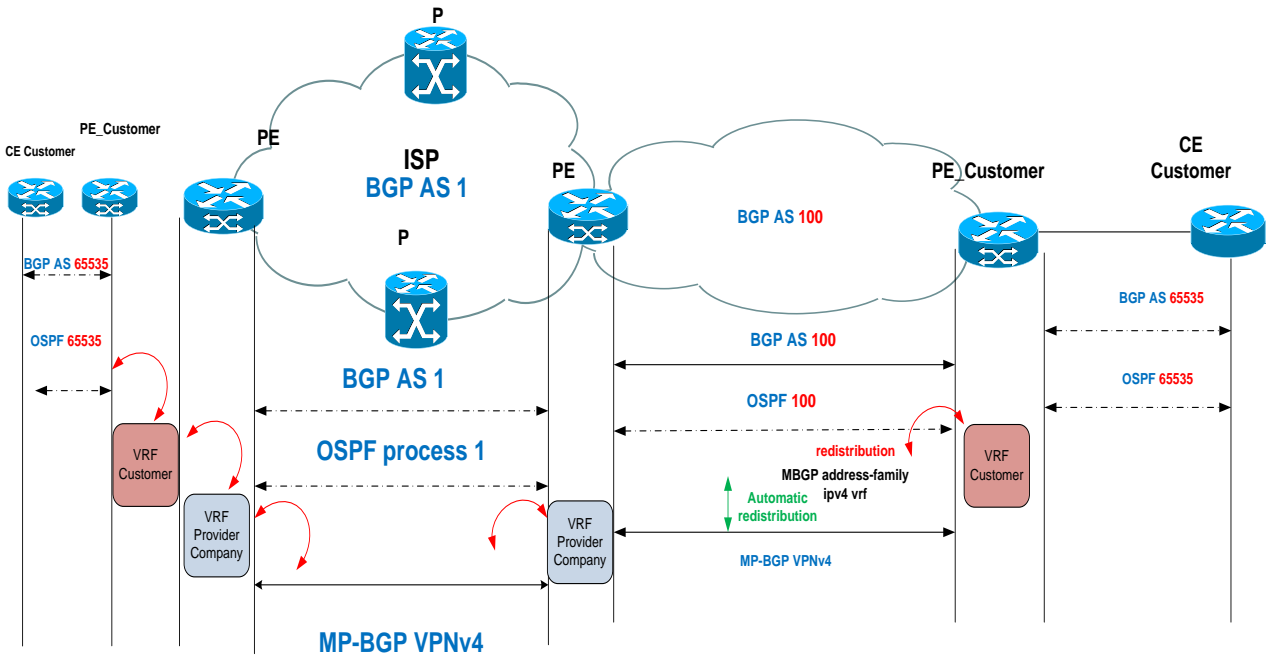 P
PE_Customer
CE Customer
PE
ISP
BGP AS 1
PE
P
BGP AS 100
PE_Customer
CE
Customer
BGP AS 65535
OSPF 65535
BGP AS 1
OSPF process 1
BGP AS 100
OSPF 100
BGP AS 65535
OSPF 65535
redistribution
MBGP address-family
ipv4 vrf
Automatic
redistribution
VRF
Customer
VRF
Provider
Company
VRF
Provider
Company
VRF
Customer
MP-BGP VPNv4
MP-BGP VPNv4